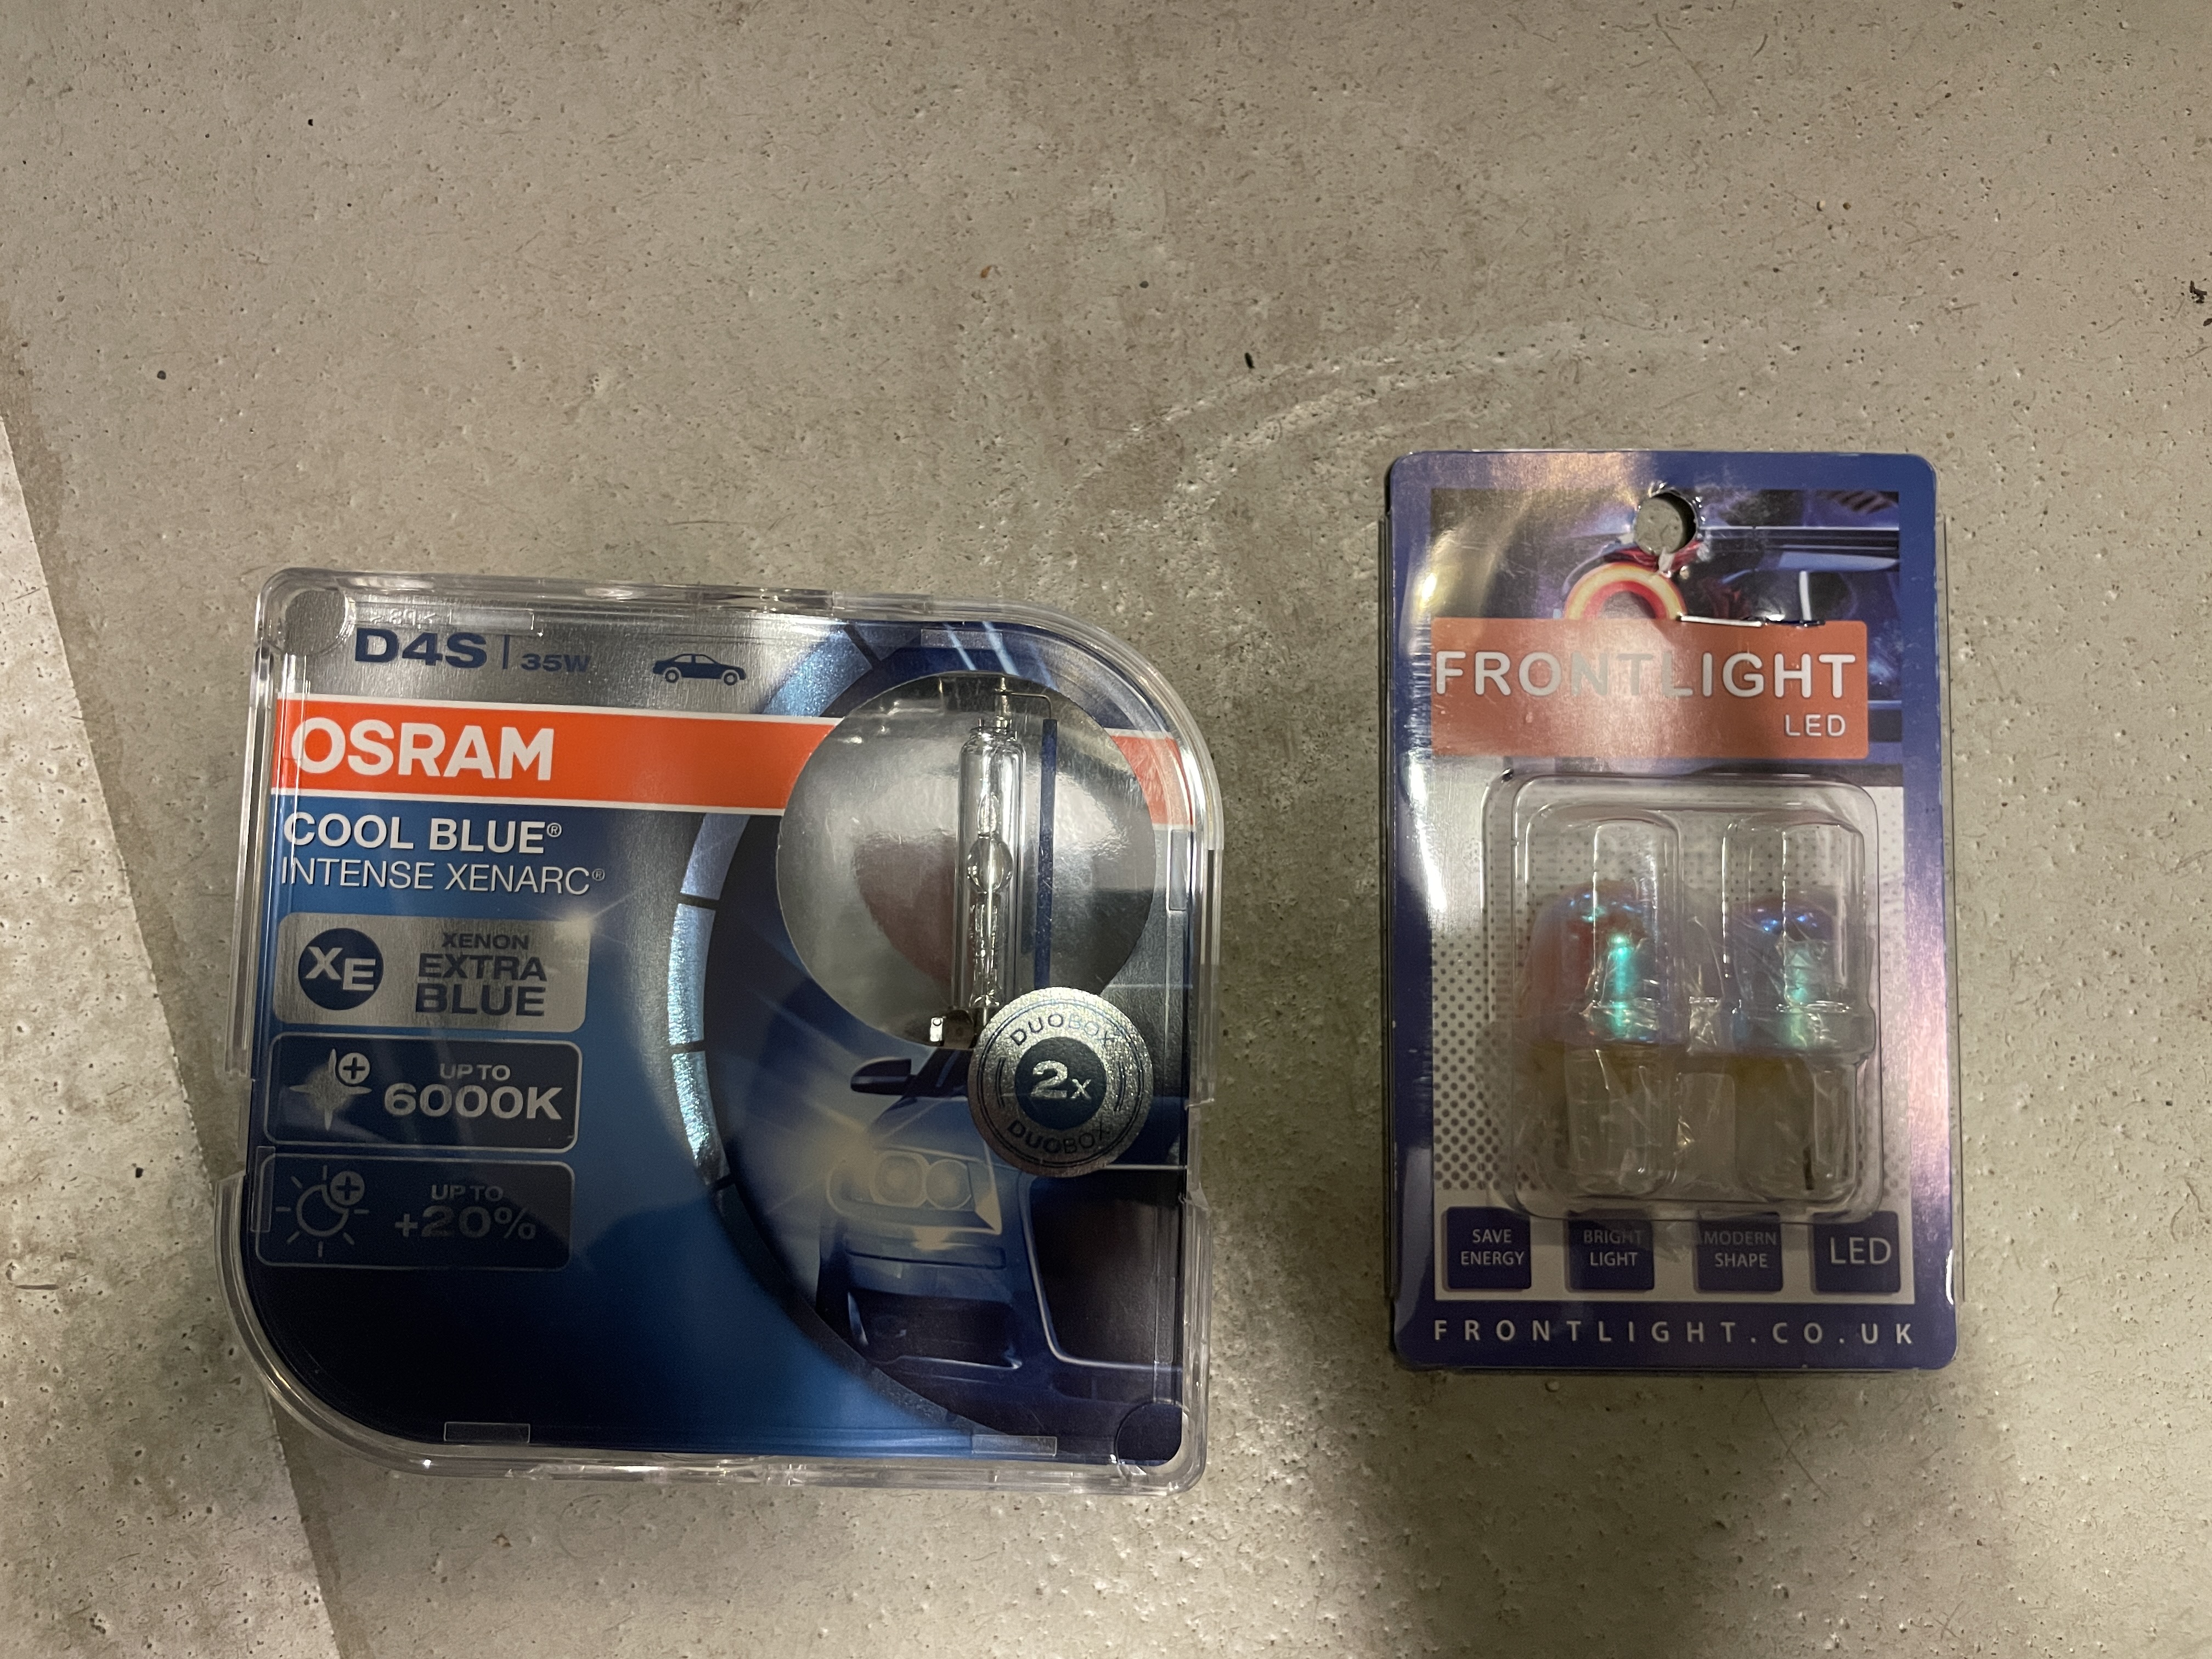 D4S | 35W
OSRAM
COOL BLUE®
INTENSE XENARC®
XE
XENON
EXTRA
BLUE
UP TO
6000K
UP TO
+20%
DUOBOX
2x
DUOBOX
FRONTLIGHT
LED
SAVE
ENERGY
BRIGHT
LIGHT
MODERN
SHAPE
LED
FRONTLIGHT.CO.UK